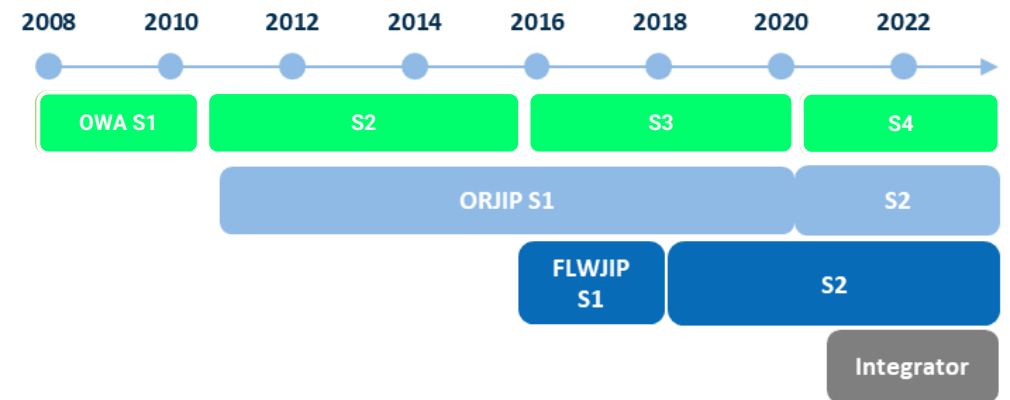 2008 2010 2012 2014 2016 2018 2020 2022
OWA S1 S2 S3 S4
ORJIP S1 S2
FLWJIP
S1 S2
Integrator